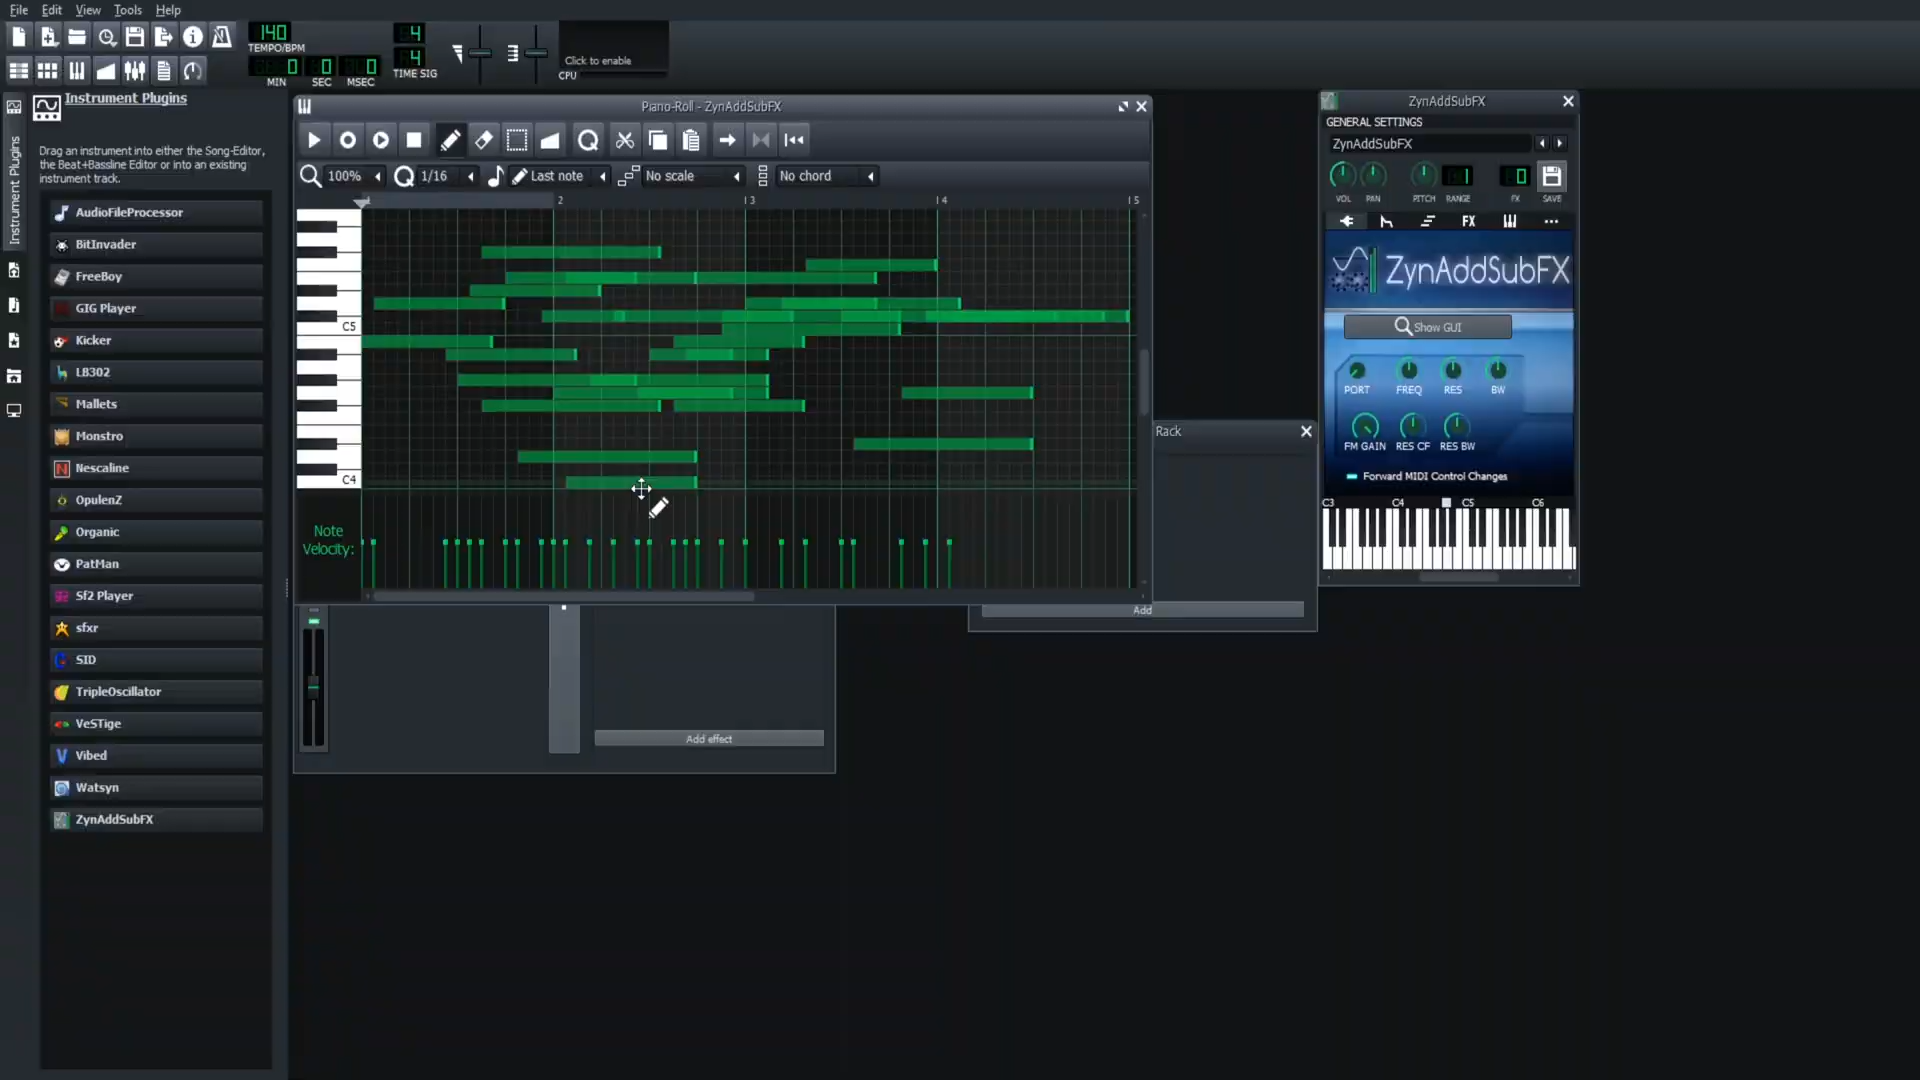 File Edit View Tools Help
140
TEMPO/BPM
0 0 0
MIN SEC MSEC
4
4
TIME SIG
Click to enable
CPU
Instrument Plugins
Instrument Plugins
Drag an instrument into either the Song-Editor,
the Beat+Bassline Editor or into an existing
instrument track.
AudioFileProcessor
BitInvader
FreeBoy
GIG Player
Kicker
LB302
Mallets
Monstro
Nescaline
OpulenZ
Organic
PatMan
Sf2 Player
sfxr
SID
TripleOscillator
VeSTige
Vibed
Watsyn
ZynAddSubFX
Piano-Roll - ZynAddSubFX
100% 1/16 Last note No scale No chord
1 2 3 4 5
C5
C4
Note
Velocity:
Add effect
Rack
Add
ZynAddSubFX
GENERAL SETTINGS
ZynAddSubFX
1 0
VOL PAN PITCH RANGE FX SAVE
FX
ZynAddSubFX
Show GUI
PORT FREQ RES BW
FM GAIN RES CF RES BW
Forward MIDI Control Changes
C3 C4 C5 C6